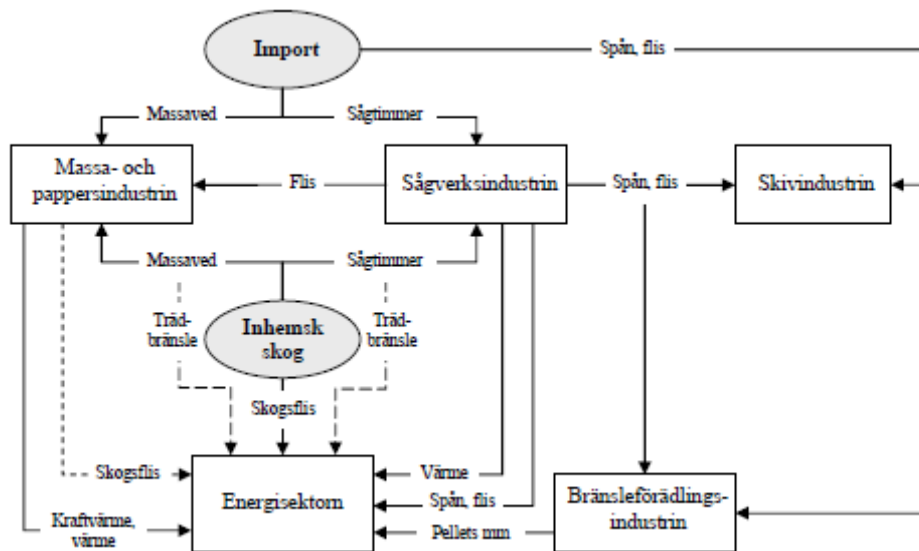 Import
Spån, flis
Massaved
Sågtimmer
Massa- och
pappersindustrin
Flis
Sågverksindustrin
Spån, flis
Skivindustrin
Massaved
Sågtimmer
Träd-
bränsle
Inhemsk
skog
Träd-
bränsle
Skogsflis
Skogsflis
Energisektorn
Värme
Spån, flis
Bränsleförädlings-
industrin
Kraftvärme,
värme
Pellets mm